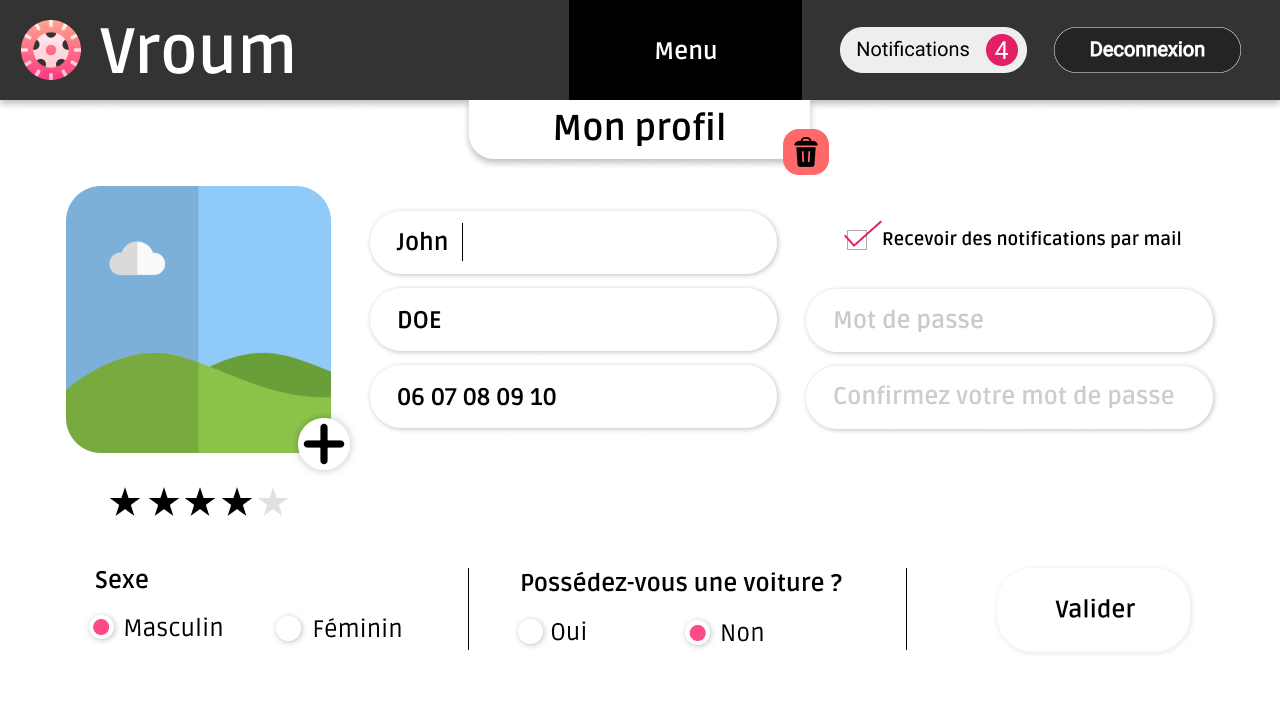 Vroum
Menu
Notifications 4
Deconnexion
Mon profil
John
Recevoir des notifications par mail
DOE
Mot de passe
06 07 08 09 10
Confirmez votre mot de passe
Sexe
Masculin
Féminin
Possédez-vous une voiture ?
Oui
Non
Valider